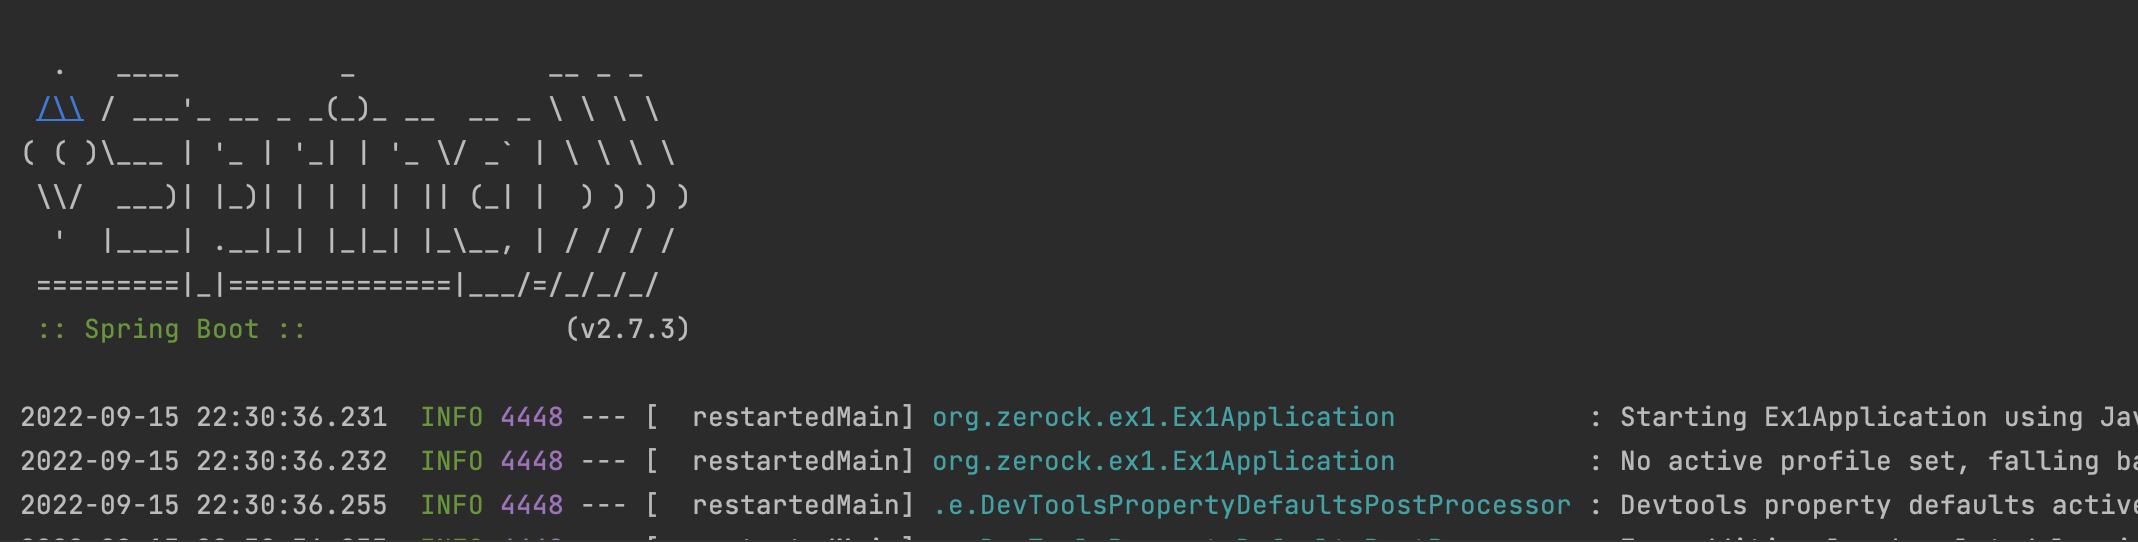 .   ____          _            __ _ _
 /\\ / ___'_ __ _ _(_)_ __  __ _ \ \ \ \
( ( )\___ | '_ | '_| | '_ \/ _` | \ \ \ \
 \\/  ___)| |_)| | | | | || (_| |  ) ) ) )
  '  |____| .__|_| |_|_| |_\__, | / / / /
 =========|_|==============|___/=/_/_/_/
 :: Spring Boot ::                (v2.7.3)
2022-09-15 22:30:36.231  INFO 4448 --- [  restartedMain] org.zerock.ex1.Ex1Application            : Starting Ex1Application using Jav
2022-09-15 22:30:36.232  INFO 4448 --- [  restartedMain] org.zerock.ex1.Ex1Application            : No active profile set, falling ba
2022-09-15 22:30:36.255  INFO 4448 --- [  restartedMain] .e.DevToolsPropertyDefaultsPostProcessor : Devtools property defaults active